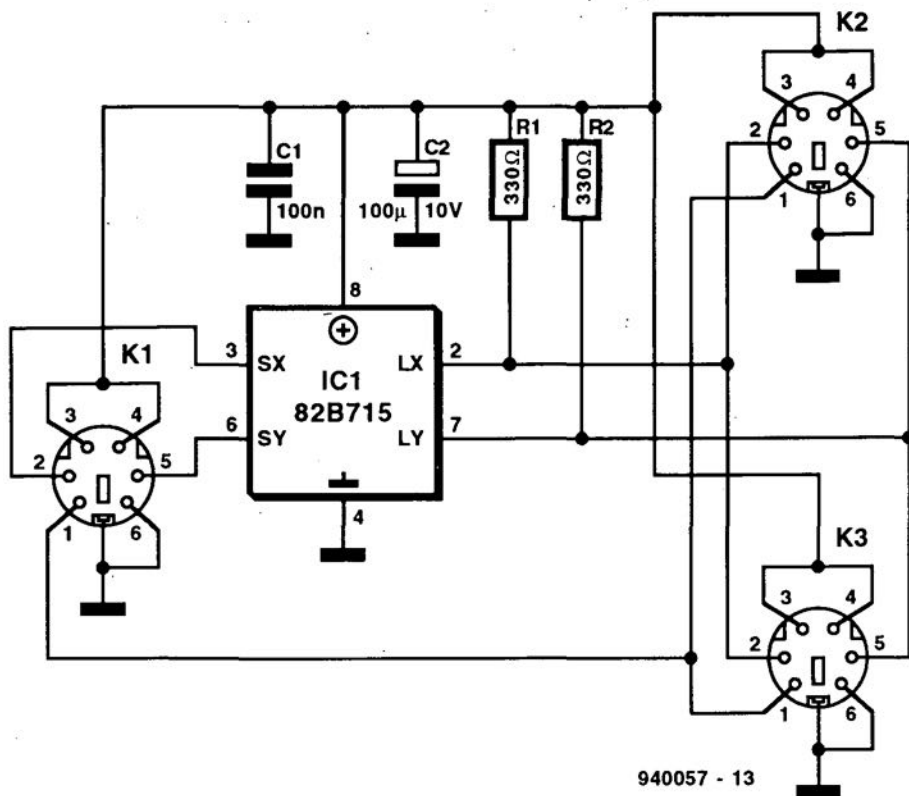 K2
3 4
2 5
1 6
C1
100n
C2
100µ 10V
R1
330Ω
R2
330Ω
8
K1
3 4
2 5
1 6
3 SX
6 SY
IC1
82B715
LX 2
LY 7
4
K3
3 4
2 5
1 6
940057 - 13